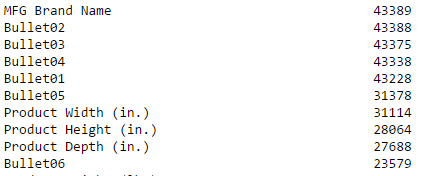 MFG Brand Name 43389
Bullet02 43388
Bullet03 43375
Bullet04 43338
Bullet01 43228
Bullet05 31378
Product Width (in.) 31114
Product Height (in.) 28064
Product Depth (in.) 27688
Bullet06 23579